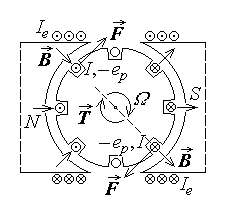 I_e F
B I, -e_p
N T Ω S
-e_p, I
F B I_e